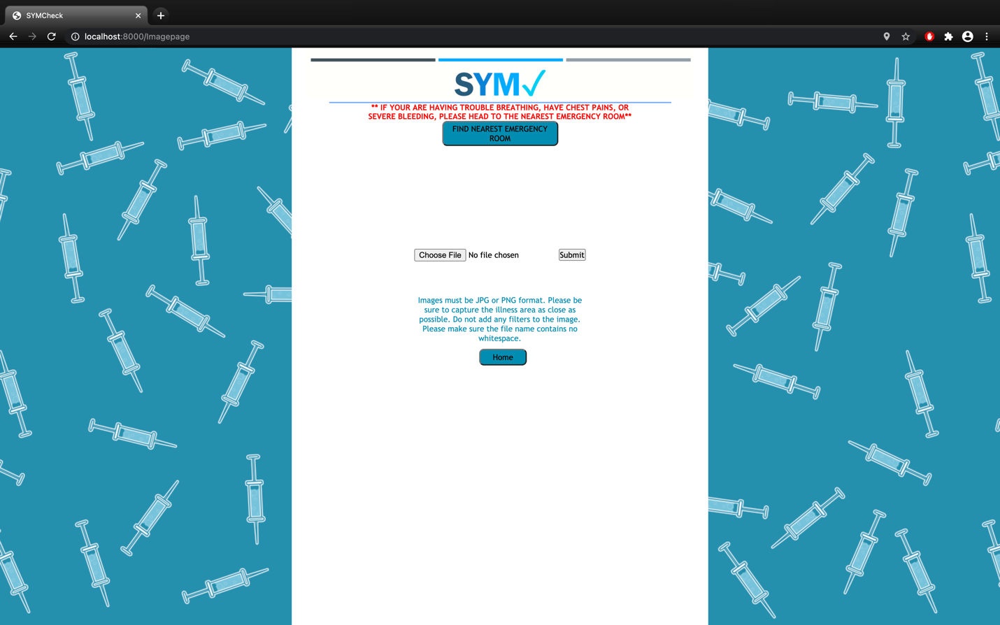 SYMCheck
localhost:8000/Imagepage
SYM
** IF YOUR ARE HAVING TROUBLE BREATHING, HAVE CHEST PAINS, OR
SEVERE BLEEDING, PLEASE HEAD TO THE NEAREST EMERGENCY ROOM**
FIND NEAREST EMERGENCY
ROOM
Choose File No file chosen Submit
Images must be JPG or PNG format. Please be
sure to capture the illness area as close as
possible. Do not add any filters to the image.
Please make sure the file name contains no
whitespace.
Home